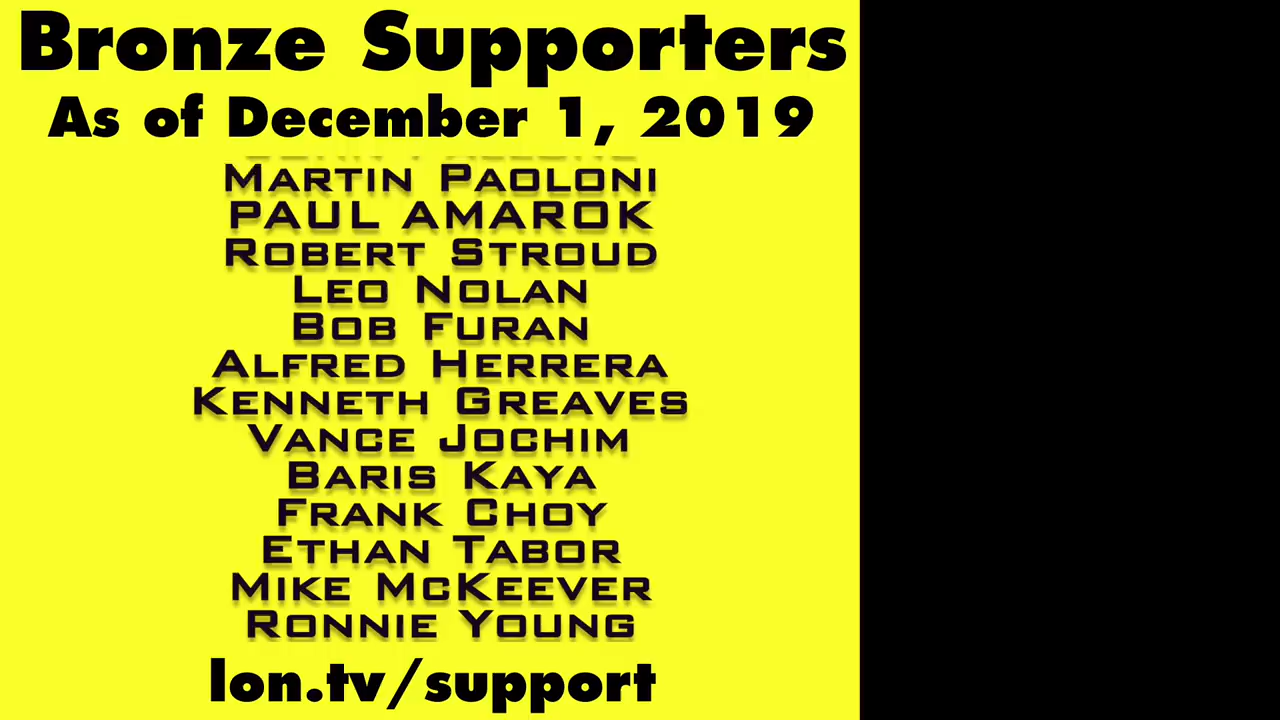 Bronze Supporters
As of December 1, 2019
Martin Paoloni
PAUL AMAROK
Robert Stroud
Leo Nolan
Bob Furan
Alfred Herrera
Kenneth Greaves
Vance Jochim
Baris Kaya
Frank Choy
Ethan Tabor
Mike McKeever
Ronnie Young
lon.tv/support